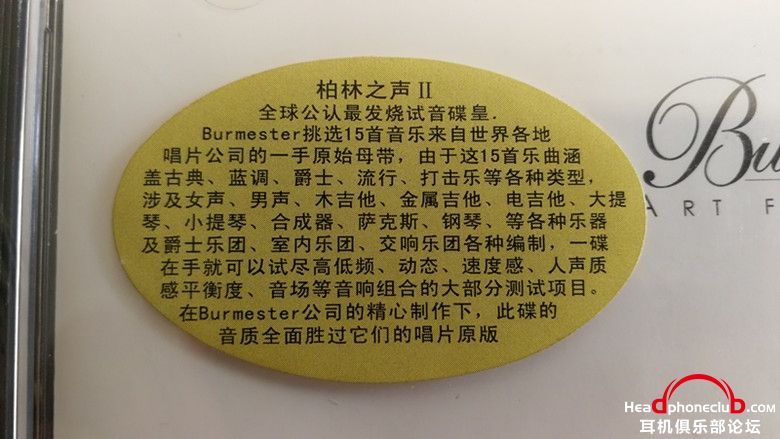 柏林之声 II
全球公认最发烧试音碟皇.
Burmester挑选15首音乐来自世界各地
唱片公司的一手原始母带，由于这15首乐曲涵
盖古典、蓝调、爵士、流行、打击乐等各种类型，
涉及女声、男声、木吉他、金属吉他、电吉他、大提
琴、小提琴、合成器、萨克斯、钢琴、等各种乐器
及爵士乐团、室内乐团、交响乐团各种编制，一碟
在手就可以试尽高低频、动态、速度感、人声质
感平衡度、音场等音响组合的大部分测试项目。
在Burmester公司的精心制作下，此碟的
音质全面胜过它们的唱片原版
Bu
ART F
Headphoneclub.com
耳机俱乐部论坛